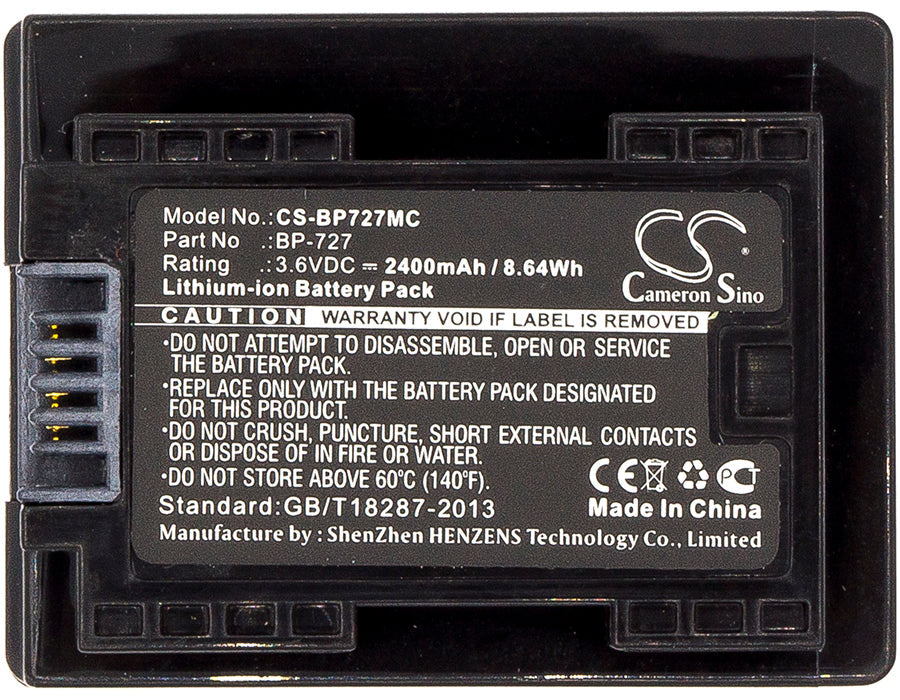 Model No.:CS-BP727MC
Part No .:BP-727
Rating .:3.6VDC ⎓ 2400mAh / 8.64Wh
Lithium-ion Battery Pack
CS®
Cameron Sino
CAUTION WARRANTY VOID IF LABEL IS REMOVED
·DO NOT ATTEMPT TO DISASSEMBLE, OPEN OR SERVICE
THE BATTERY PACK.
·REPLACE ONLY WITH THE BATTERY PACK DESIGNATED
FOR THIS PRODUCT.
·DO NOT CRUSH, PUNCTURE, SHORT EXTERNAL CONTACTS
OR DISPOSE OF IN FIRE OR WATER.
·DO NOT STORE ABOVE 60°C (140°F).
CE PCT
Standard:GB/T18287-2013
Made In China
Manufacture by : ShenZhen HENZENS Technology Co., Limited